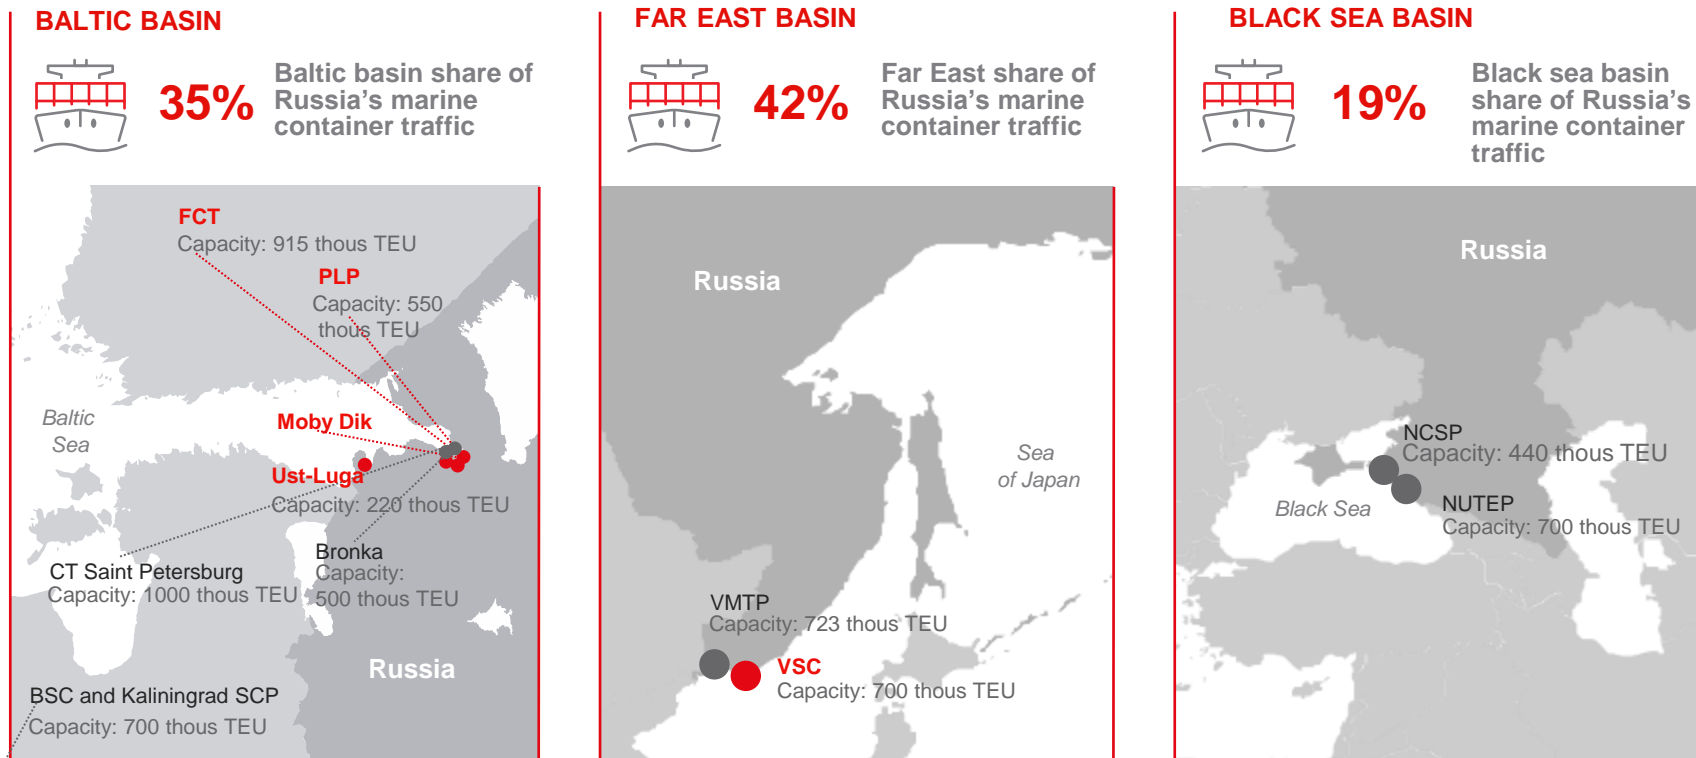 BALTIC BASIN
35%
Baltic basin share of
Russia's marine
container traffic
FCT
Capacity: 915 thous TEU
PLP
Capacity: 550
thous TEU
Baltic
Sea
Moby Dik
Ust-Luga
Capacity: 220 thous TEU
Bronka
Capacity:
500 thous TEU
CT Saint Petersburg
Capacity: 1000 thous TEU
Russia
BSC and Kaliningrad SCP
Capacity: 700 thous TEU
FAR EAST BASIN
42%
Far East share of
Russia's marine
container traffic
Russia
Sea
of Japan
VMTP
Capacity: 723 thous TEU
VSC
Capacity: 700 thous TEU
BLACK SEA BASIN
19%
Black sea basin
share of Russia's
marine container
traffic
Russia
NCSP
Capacity: 440 thous TEU
Black Sea
NUTEP
Capacity: 700 thous TEU